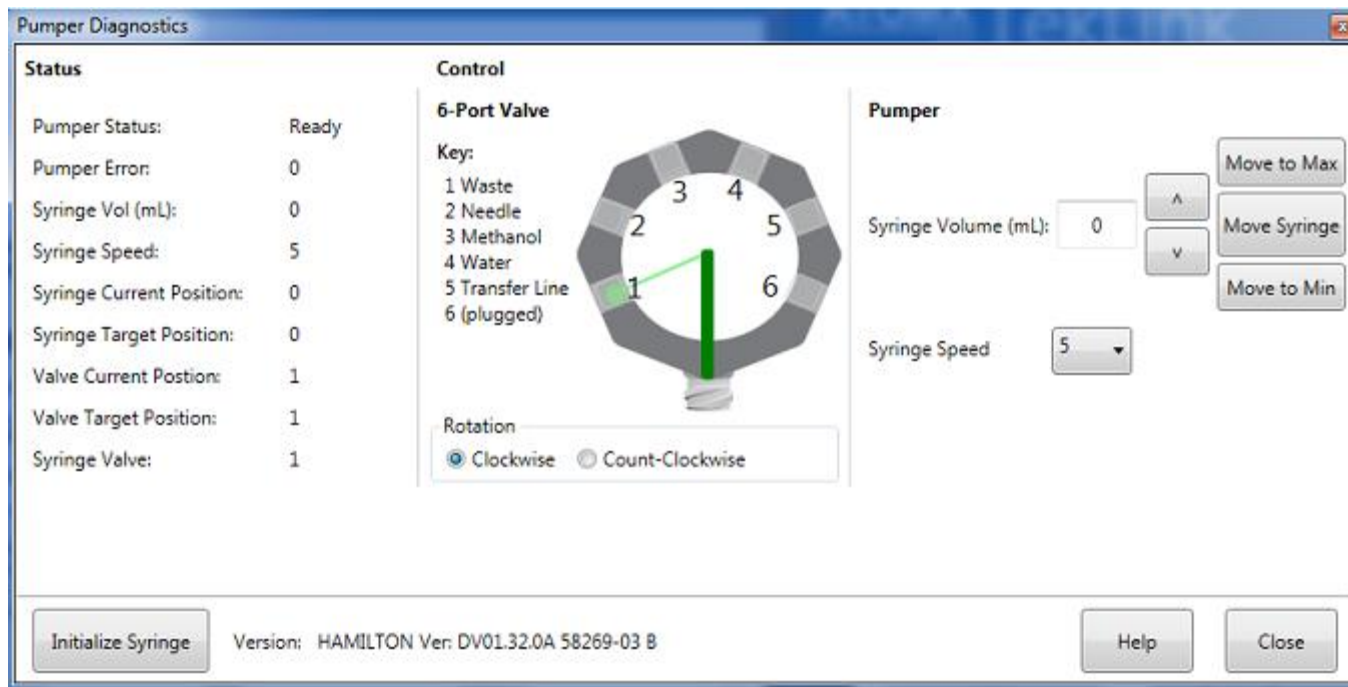 Pumper Diagnostics
TekLink
Status
Pumper Status: Ready
Pumper Error: 0
Syringe Vol (mL): 0
Syringe Speed: 5
Syringe Current Position: 0
Syringe Target Position: 0
Valve Current Postion: 1
Valve Target Position: 1
Syringe Valve: 1
Control
6-Port Valve
Key:
1 Waste
2 Needle
3 Methanol
4 Water
5 Transfer Line
6 (plugged)
1
2
3
4
5
6
Rotation
Clockwise Count-Clockwise
Pumper
Syringe Volume (mL): 0
^
v
Move to Max
Move Syringe
Move to Min
Syringe Speed 5
Initialize Syringe Version: HAMILTON Ver: DV01.32.0A 58269-03 B Help Close